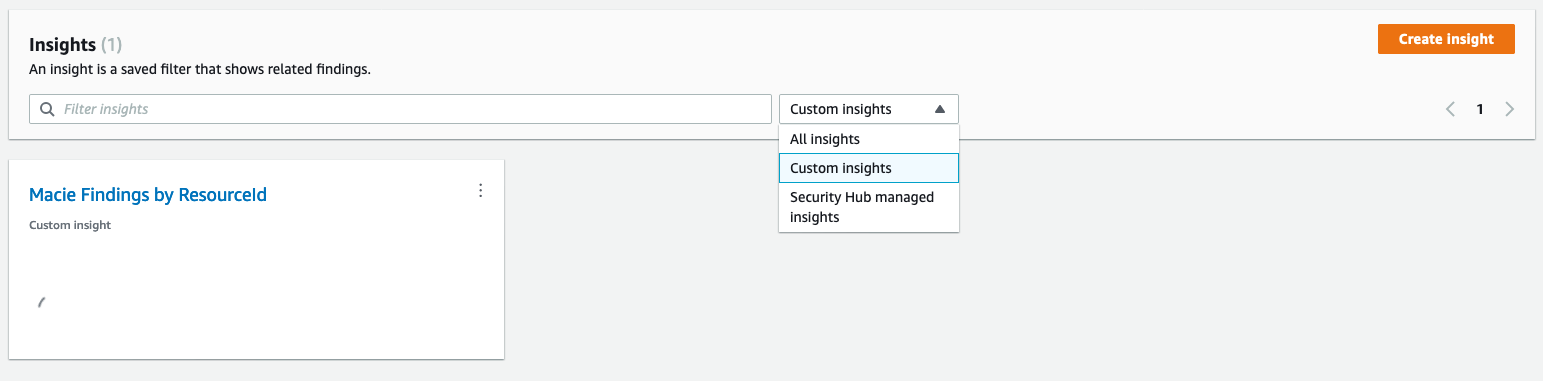 Insights (1)
Create insight
An insight is a saved filter that shows related findings.
Filter insights
Custom insights
1
All insights
Custom insights
Security Hub managed
insights
Macie Findings by ResourceId
Custom insight